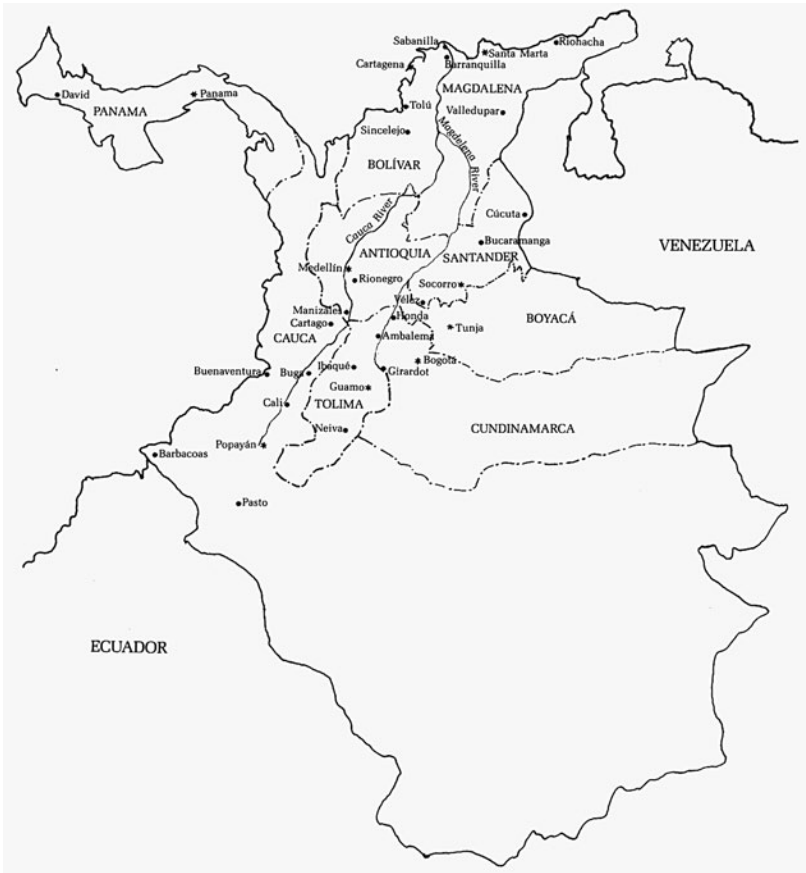 Sabanilla
Riohacha
Santa Marta
Cartagena
Barranquilla
MAGDALENA
David
Panama
PANAMA
Tolú
Valledupar
Sincelejo
Magdelena River
BOLÍVAR
Cauca River
Cúcuta
Bucaramanga
VENEZUELA
ANTIOQUIA
SANTANDER
Medellín
Rionegro
Socorro
Vélez
Manizales
Honda
BOYACÁ
Cartago
Tunja
CAUCA
Ambalema
Bogotá
Buenaventura
Buga
Ibaqué
Girardot
Guamo
Cali
TOLIMA
Neiva
CUNDINAMARCA
Popayán
Barbacoas
Pasto
ECUADOR